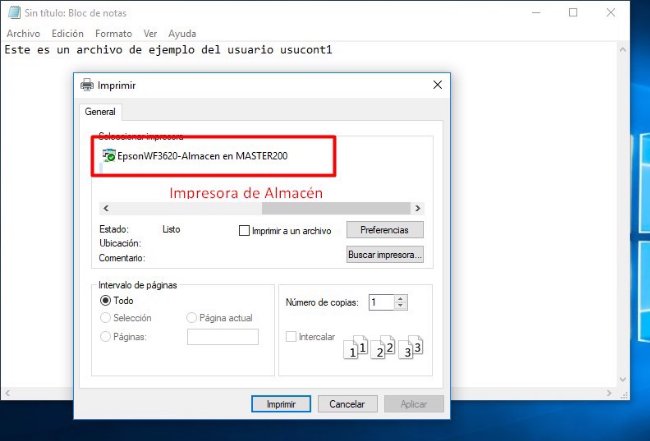 Sin título: Bloc de notas
Archivo Edición Formato Ver Ayuda
Este es un archivo de ejemplo del usuario usucont1
Imprimir
General
Seleccionar impresora
EpsonWF3620-Almacen en MASTER200
Impresora de Almacén
Estado: Listo
Imprimir a un archivo
Preferencias
Ubicación:
Comentario:
Buscar impresora...
Intervalo de páginas
Todo
Selección
Página actual
Páginas:
Número de copias: 1
Intercalar
1 1 2 2 3 3
Imprimir Cancelar Aplicar